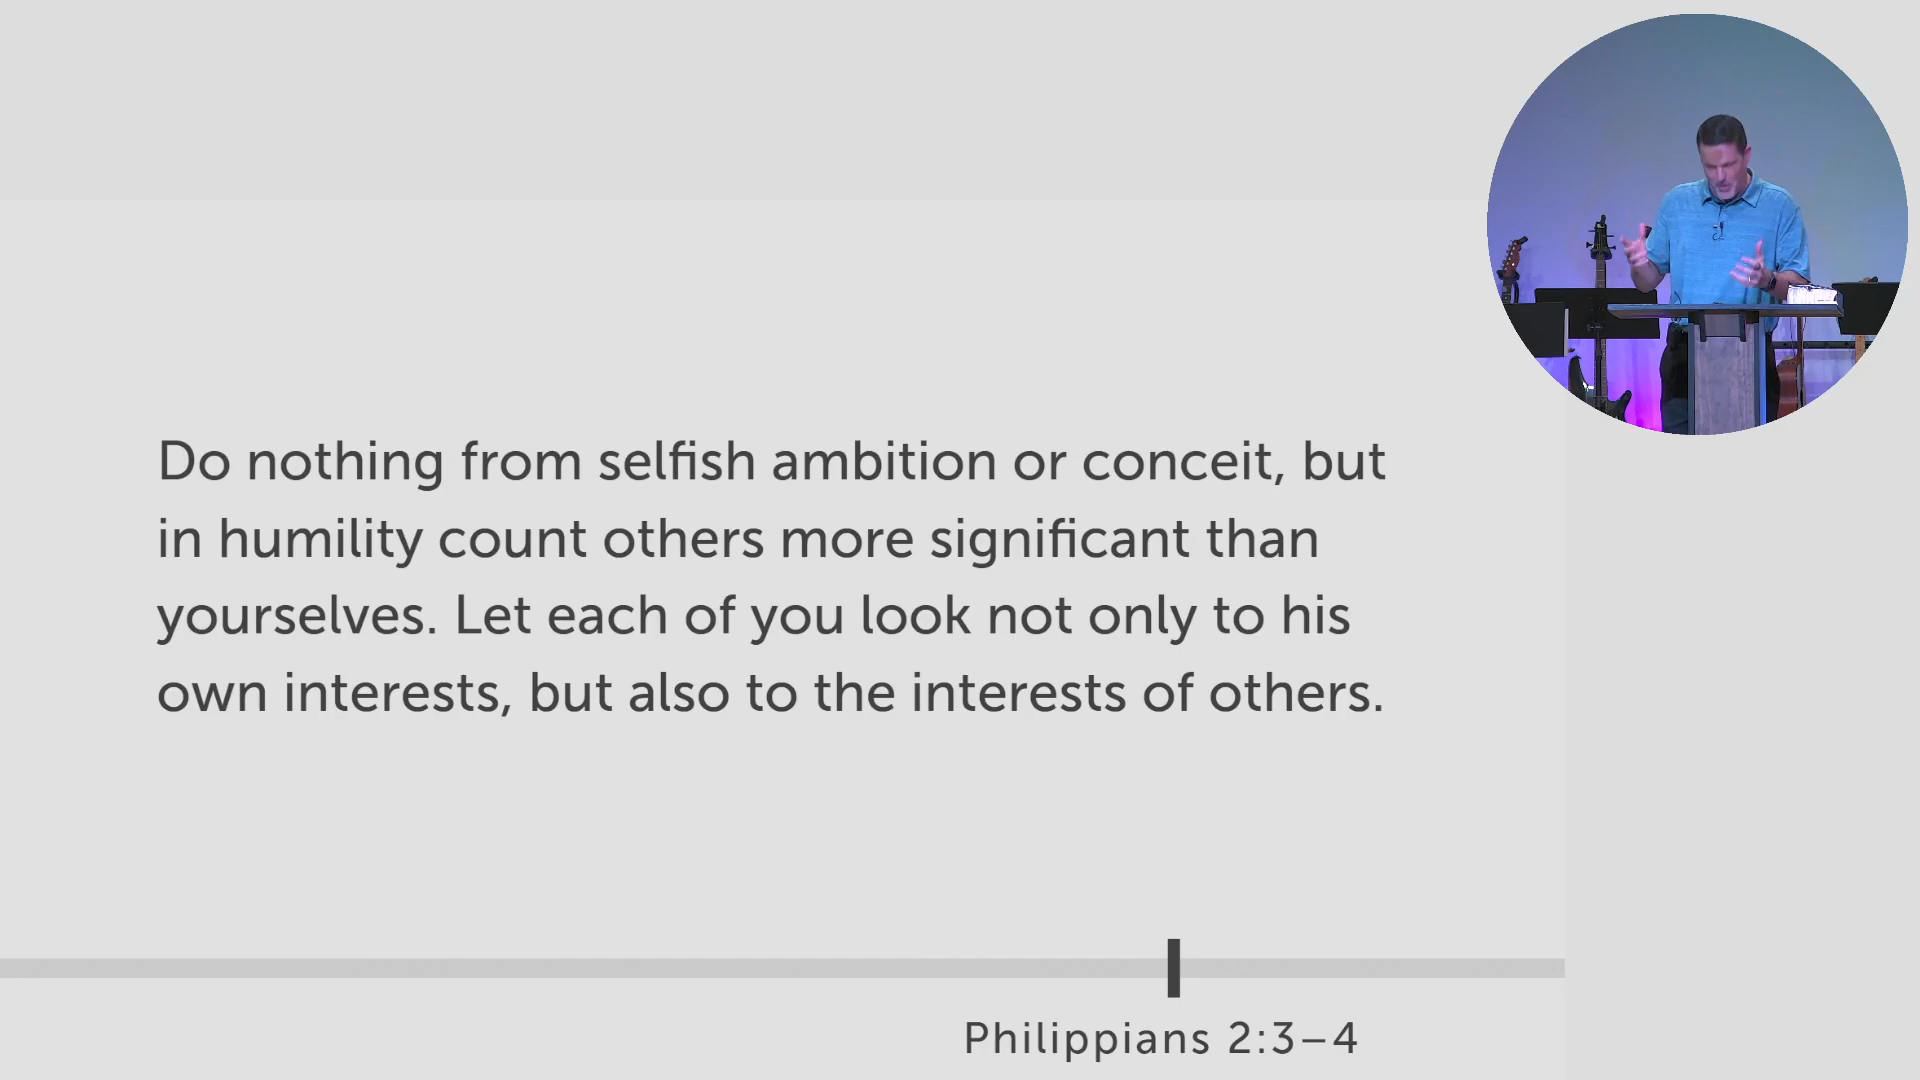 Do nothing from selfish ambition or conceit, but
in humility count others more significant than
yourselves. Let each of you look not only to his
own interests, but also to the interests of others.
Philippians 2:3–4